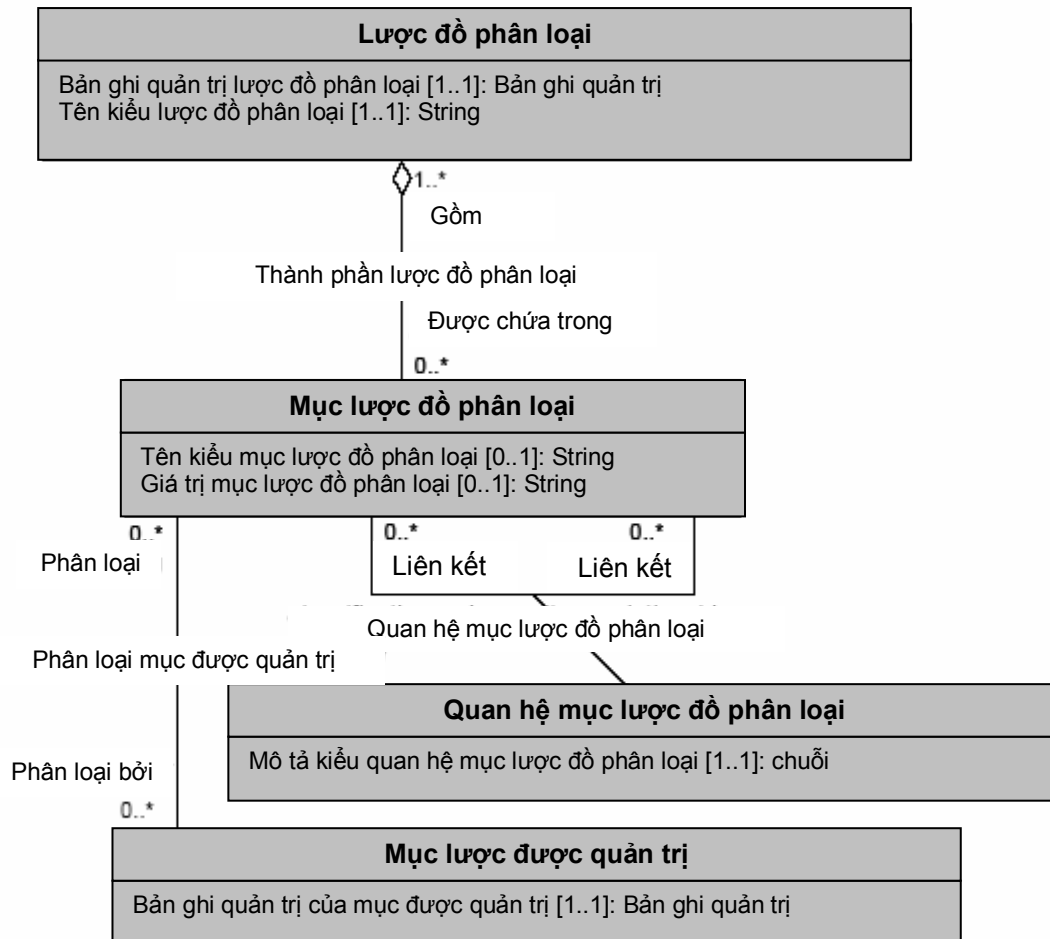 Lược đồ phân loại
Bản ghi quản trị lược đồ phân loại [1..1]: Bản ghi quản trị
Tên kiểu lược đồ phân loại [1..1]: String
1..*
Gồm
Thành phần lược đồ phân loại
Được chứa trong
0..*
Mục lược đồ phân loại
Tên kiểu mục lược đồ phân loại [0..1]: String
Giá trị mục lược đồ phân loại [0..1]: String
0..*
0..*
0..*
Phân loại
Liên kết
Liên kết
Quan hệ mục lược đồ phân loại
Phân loại mục được quản trị
Quan hệ mục lược đồ phân loại
Mô tả kiểu quan hệ mục lược đồ phân loại [1..1]: chuỗi
Phân loại bởi
0..*
Mục lược được quản trị
Bản ghi quản trị của mục được quản trị [1..1]: Bản ghi quản trị